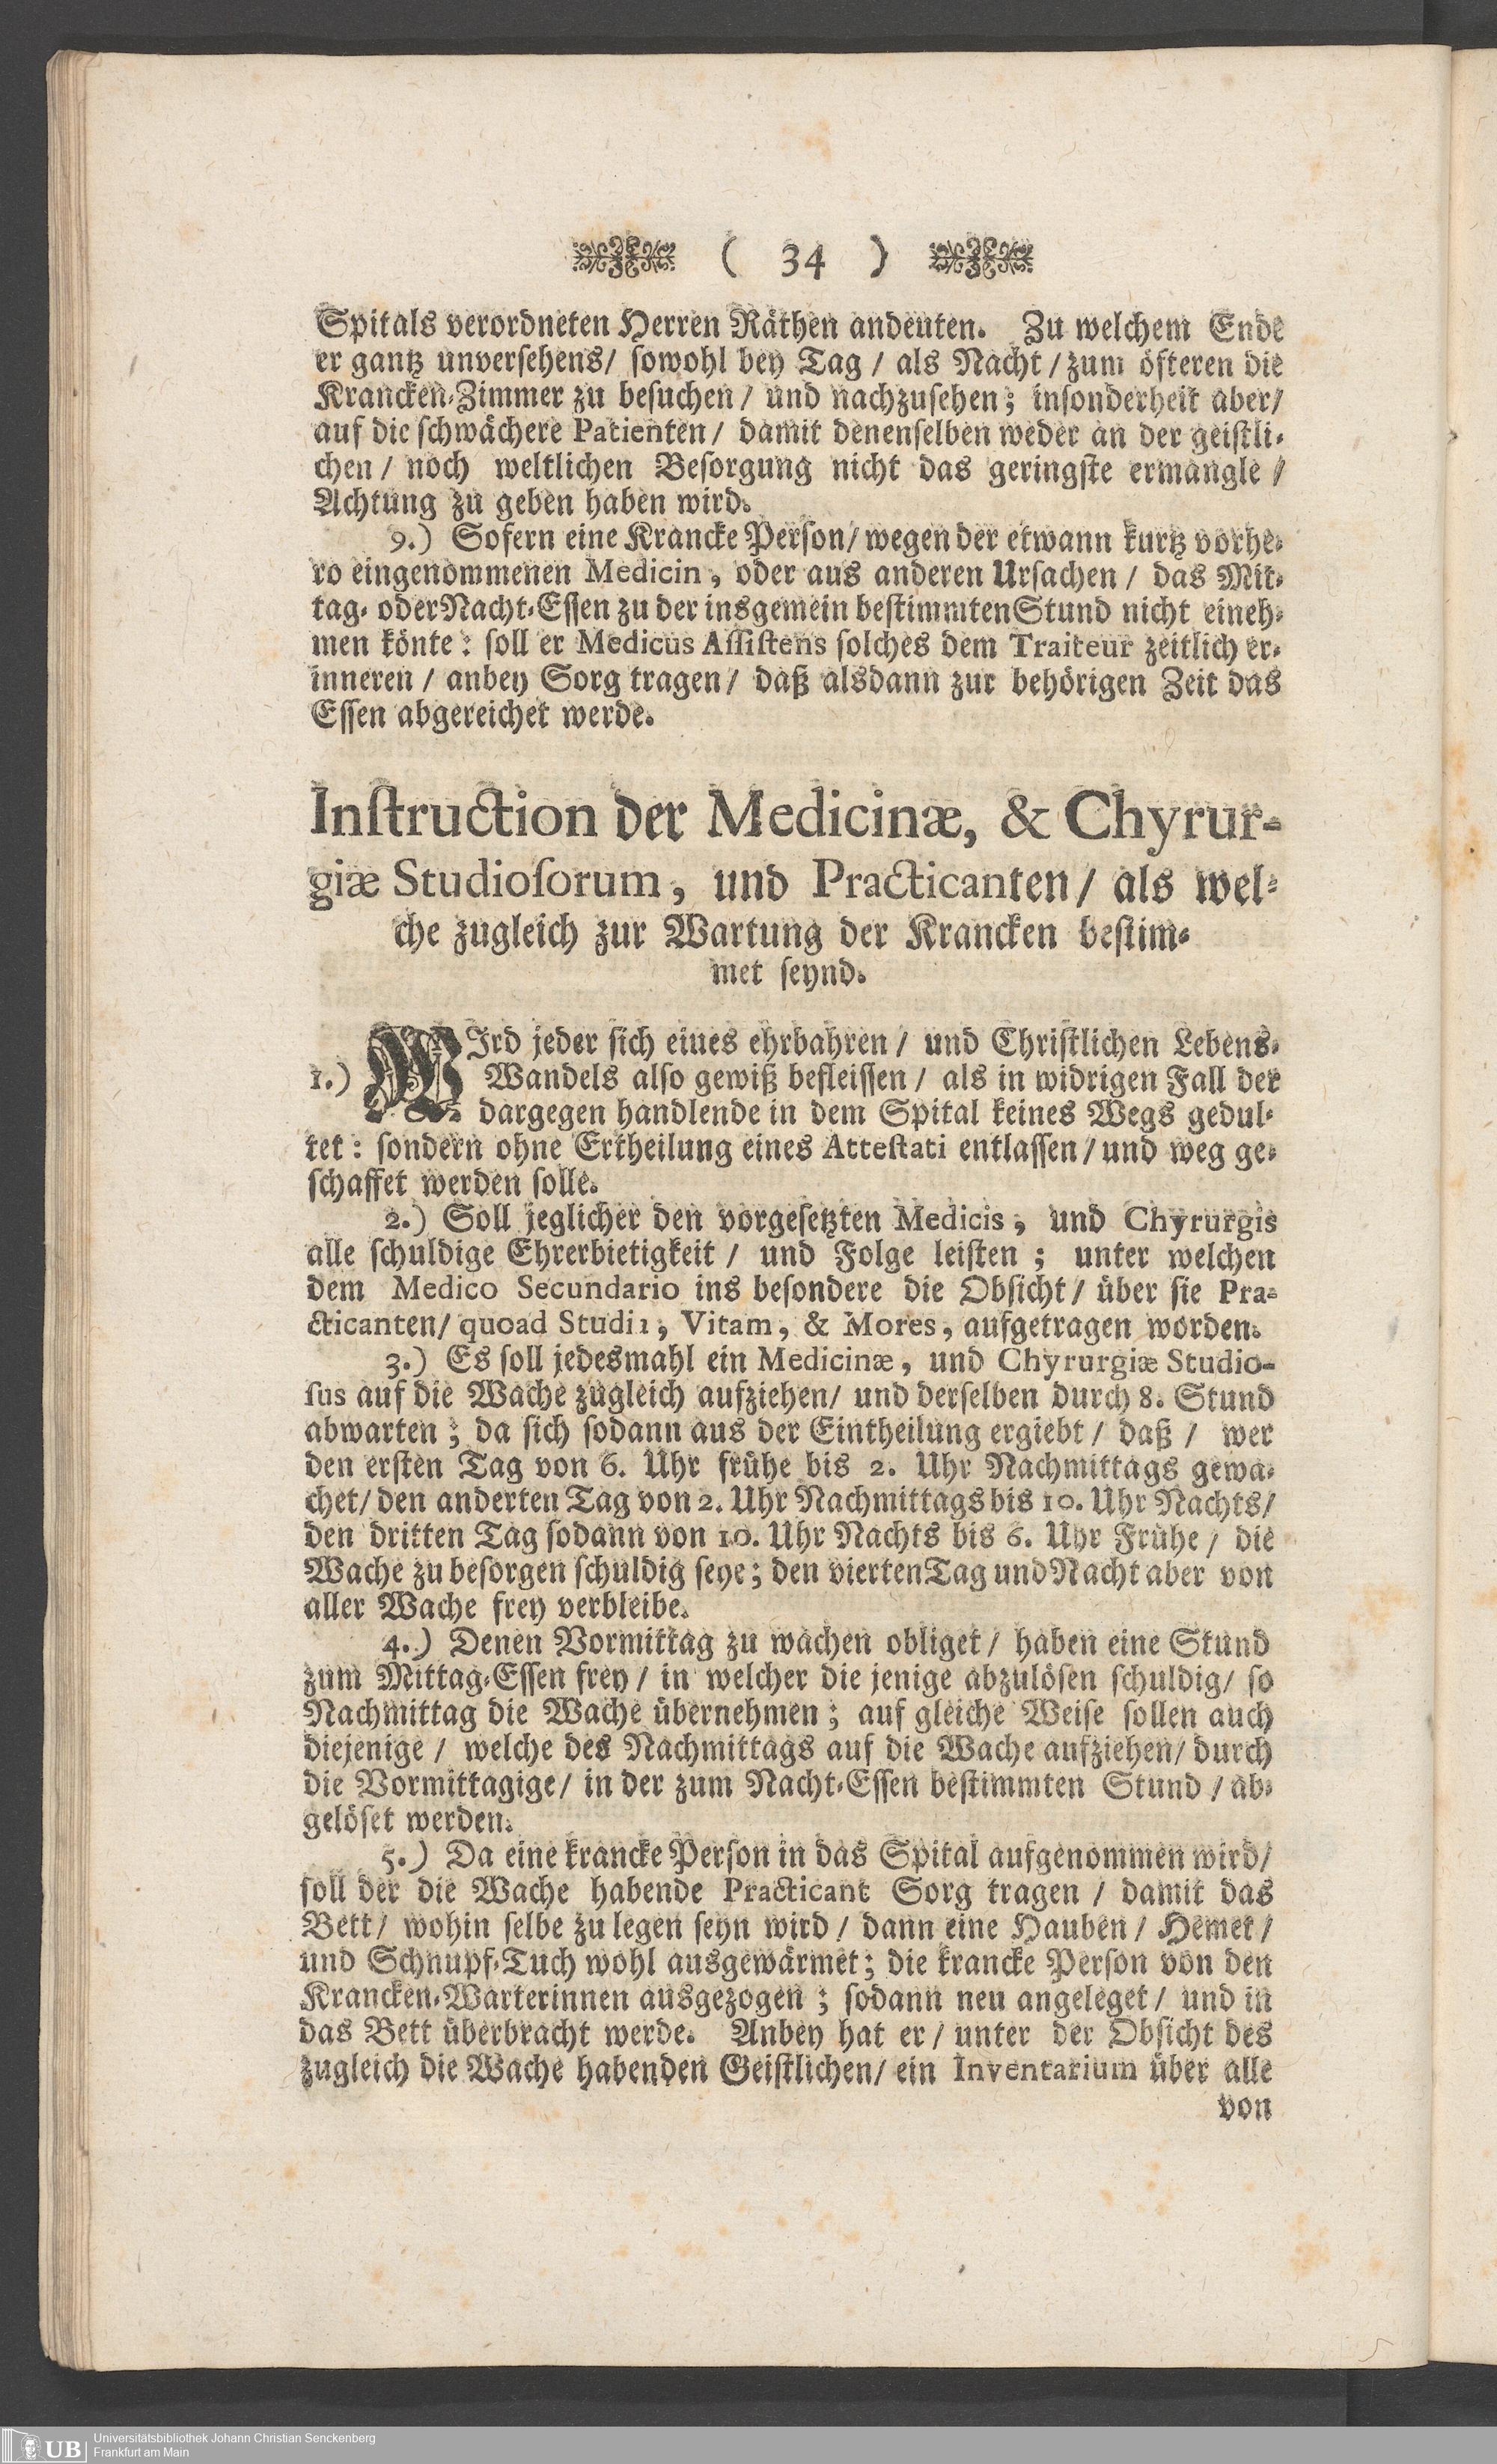 ( 34 )
Spitals verordneten Herren Räthen andeuten. Zu welchem Ende
er gantz unversehens/ sowohl bey Tag / als Nacht / zum öfteren die
Krancken-Zimmer zu besuchen / und nachzusehen; insonderheit aber/
auf die schwächere Patienten/ damit denenselben weder an der geistli-
chen / noch weltlichen Besorgung nicht das geringste ermangle /
Achtung zu geben haben wird.
9.) Sofern eine Krancke Person/ wegen der etwann kurtz vorhe-
ro eingenommenen Medicin, oder aus anderen Ursachen / das Mit-
tag- oder Nacht-Essen zu der insgemein bestimmten Stund nicht eineh-
men könte: soll er Medicus Assistens solches dem Traiteur zeitlich er-
inneren / anbey Sorg tragen/ daß alsdann zur behörigen Zeit das
Essen abgereichet werde.
Instruction der Medicinæ, & Chyrur-
giæ Studiosorum, und Practicanten / als wel-
che zugleich zur Wartung der Krancken bestim-
met seynd.
1.) WIrd jeder sich eines ehrbahren / und Christlichen Lebens-
Wandels also gewiß befleissen / als in widrigen Fall der
dargegen handlende in dem Spital keines Wegs gedul-
tet: sondern ohne Ertheilung eines Attestati entlassen / und weg ge-
schaffet werden solle.
2.) Soll jeglicher den vorgesetzten Medicis, und Chyrurgis
alle schuldige Ehrerbietigkeit / und Folge leisten ; unter welchen
dem Medico Secundario ins besondere die Obsicht / über sie Pra-
cticanten/ quoad Studii, Vitam, & Mores, aufgetragen worden.
3.) Es soll jedesmahl ein Medicinæ, und Chyrurgiæ Studio-
sus auf die Wache zugleich aufziehen/ und derselben durch 8. Stund
abwarten ; da sich sodann aus der Eintheilung ergiebt / daß / wer
den ersten Tag von 6. Uhr frühe bis 2. Uhr Nachmittags gewa-
chet/ den anderten Tag von 2. Uhr Nachmittags bis 10. Uhr Nachts/
den dritten Tag sodann von 10. Uhr Nachts bis 6. Uhr Frühe / die
Wache zu besorgen schuldig seye; den vierten Tag und Nacht aber von
aller Wache frey verbleibe.
4.) Denen Vormittag zu wachen obliget / haben eine Stund
zum Mittag-Essen frey / in welcher die jenige abzulösen schuldig/ so
Nachmittag die Wache übernehmen ; auf gleiche Weise sollen auch
diejenige / welche des Nachmittags auf die Wache aufziehen/ durch
die Vormittagige/ in der zum Nacht-Essen bestimmten Stund / ab-
gelöset werden.
5.) Da eine krancke Person in das Spital aufgenommen wird/
soll der die Wache habende Practicant Sorg tragen / damit das
Bett/ wohin selbe zu legen seyn wird / dann eine Hauben / Hemet /
und Schnupf-Tuch wohl ausgewärmet; die krancke Person von den
Krancken-Warterinnen ausgezogen ; sodann neu angeleget / und in
das Bett überbracht werde. Anbey hat er / unter der Obsicht des
zugleich die Wache habenden Geistlichen/ ein Inventarium über alle
von
UB Universitätsbibliothek Johann Christian Senckenberg
Frankfurt am Main